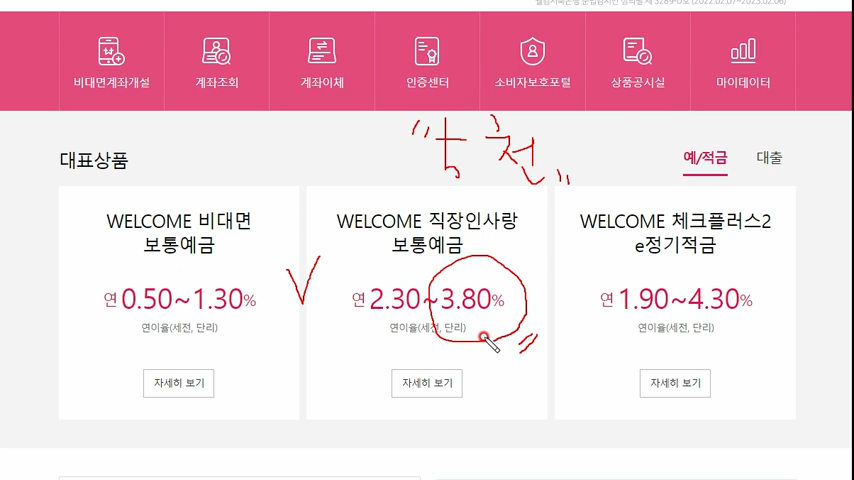 비대면계좌개설 계좌조회 계좌이체 인증센터 소비자보호포털 상품공시실 마이데이터
대표상품
예/적금 대출
WELCOME 비대면
보통예금
연 0.50~1.30%
연이율(세전, 단리)
자세히 보기
WELCOME 직장인사랑
보통예금
연 2.30~3.80%
연이율(세전, 단리)
자세히 보기
WELCOME 체크플러스2
e정기적금
연 1.90~4.30%
연이율(세전, 단리)
자세히 보기